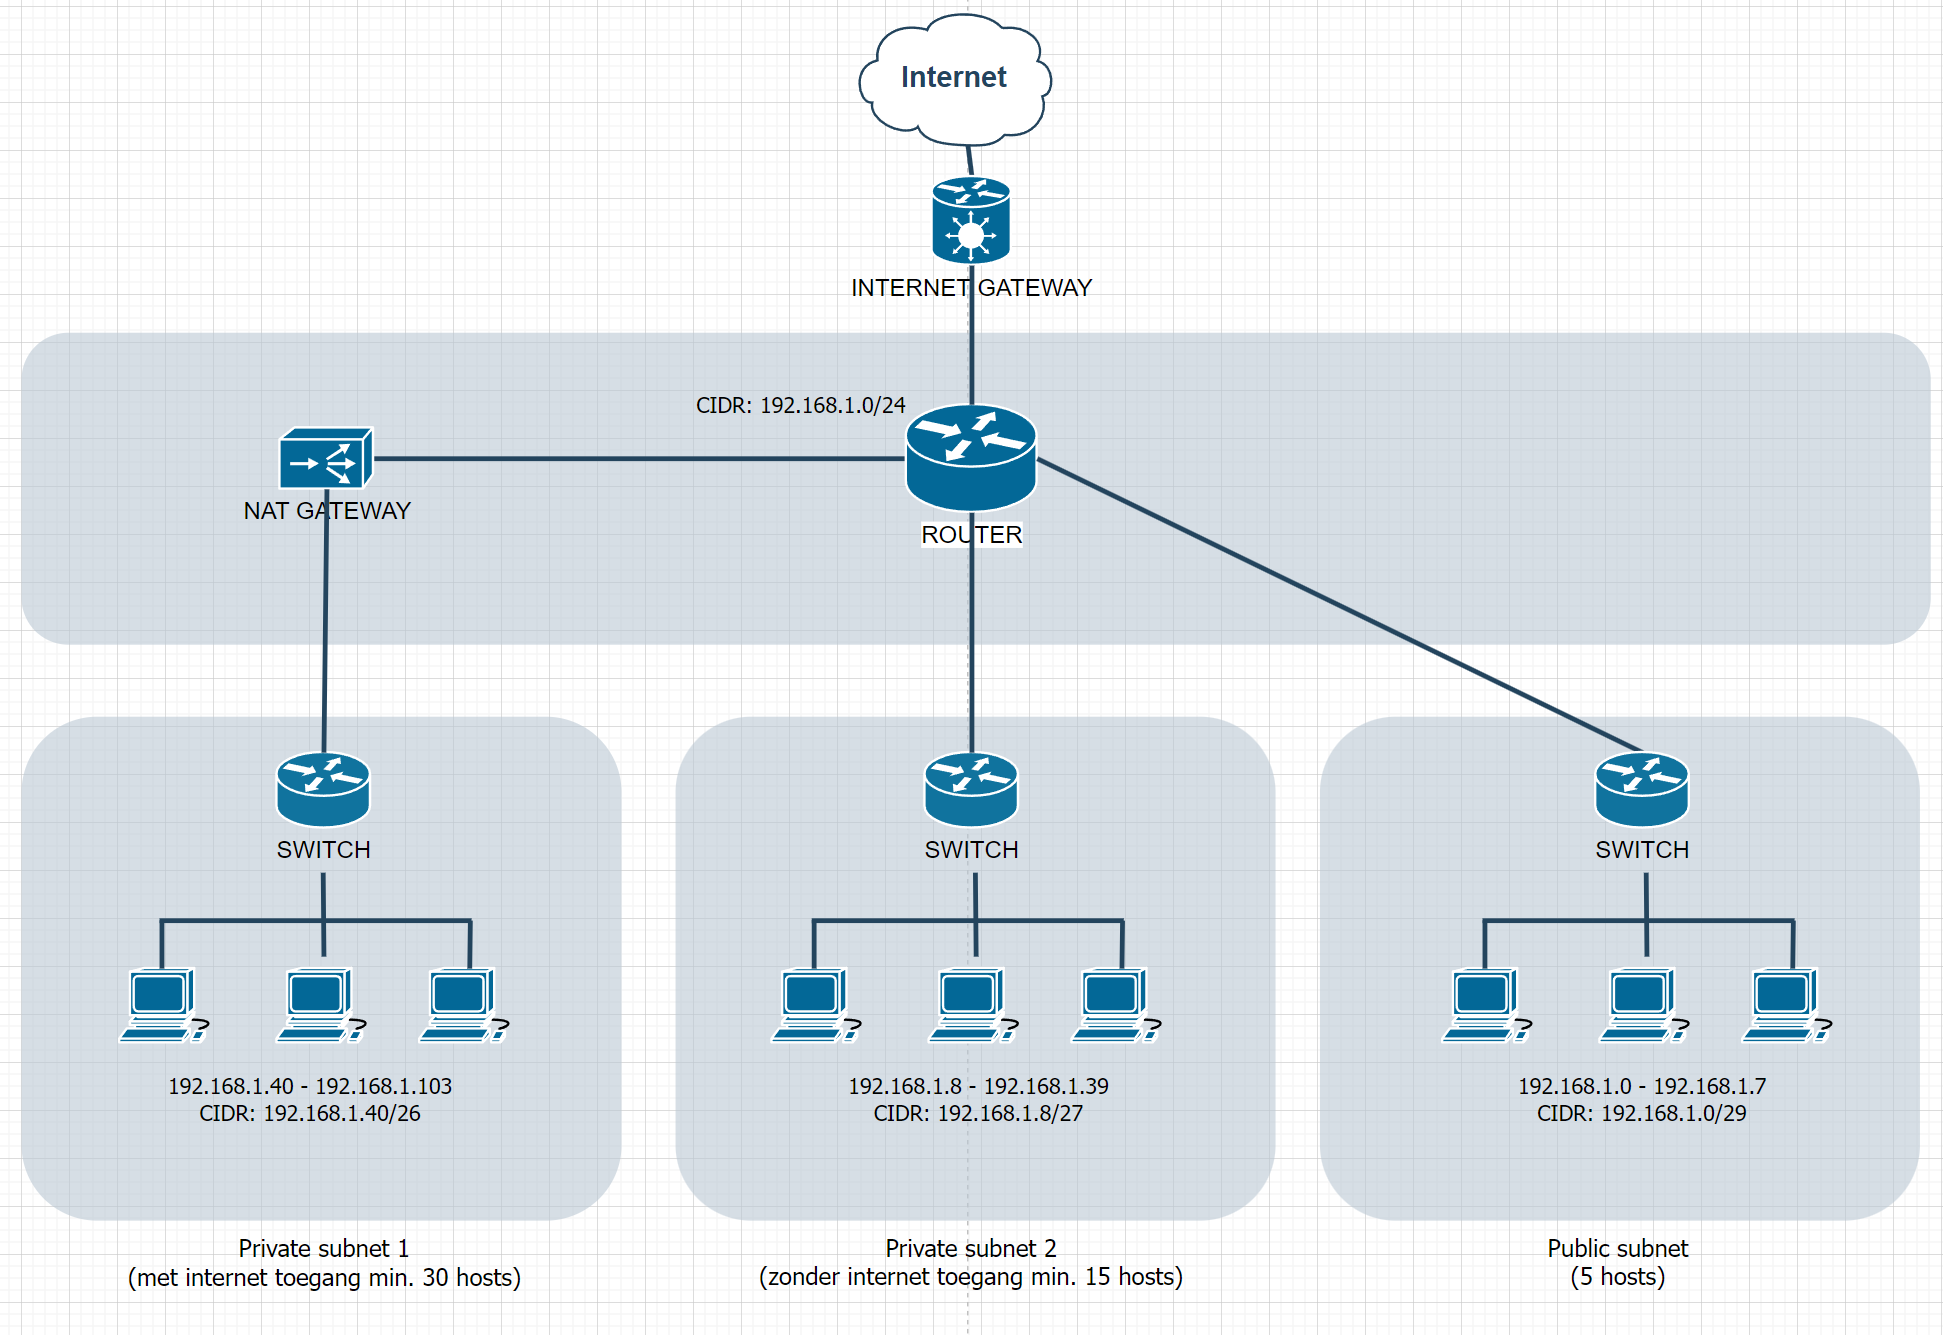 Internet
INTERNET GATEWAY
CIDR: 192.168.1.0/24
NAT GATEWAY
ROUTER
SWITCH
SWITCH
SWITCH
192.168.1.40 - 192.168.1.103
CIDR: 192.168.1.40/26
192.168.1.8 - 192.168.1.39
CIDR: 192.168.1.8/27
192.168.1.0 - 192.168.1.7
CIDR: 192.168.1.0/29
Private subnet 1
(met internet toegang min. 30 hosts)
Private subnet 2
(zonder internet toegang min. 15 hosts)
Public subnet
(5 hosts)